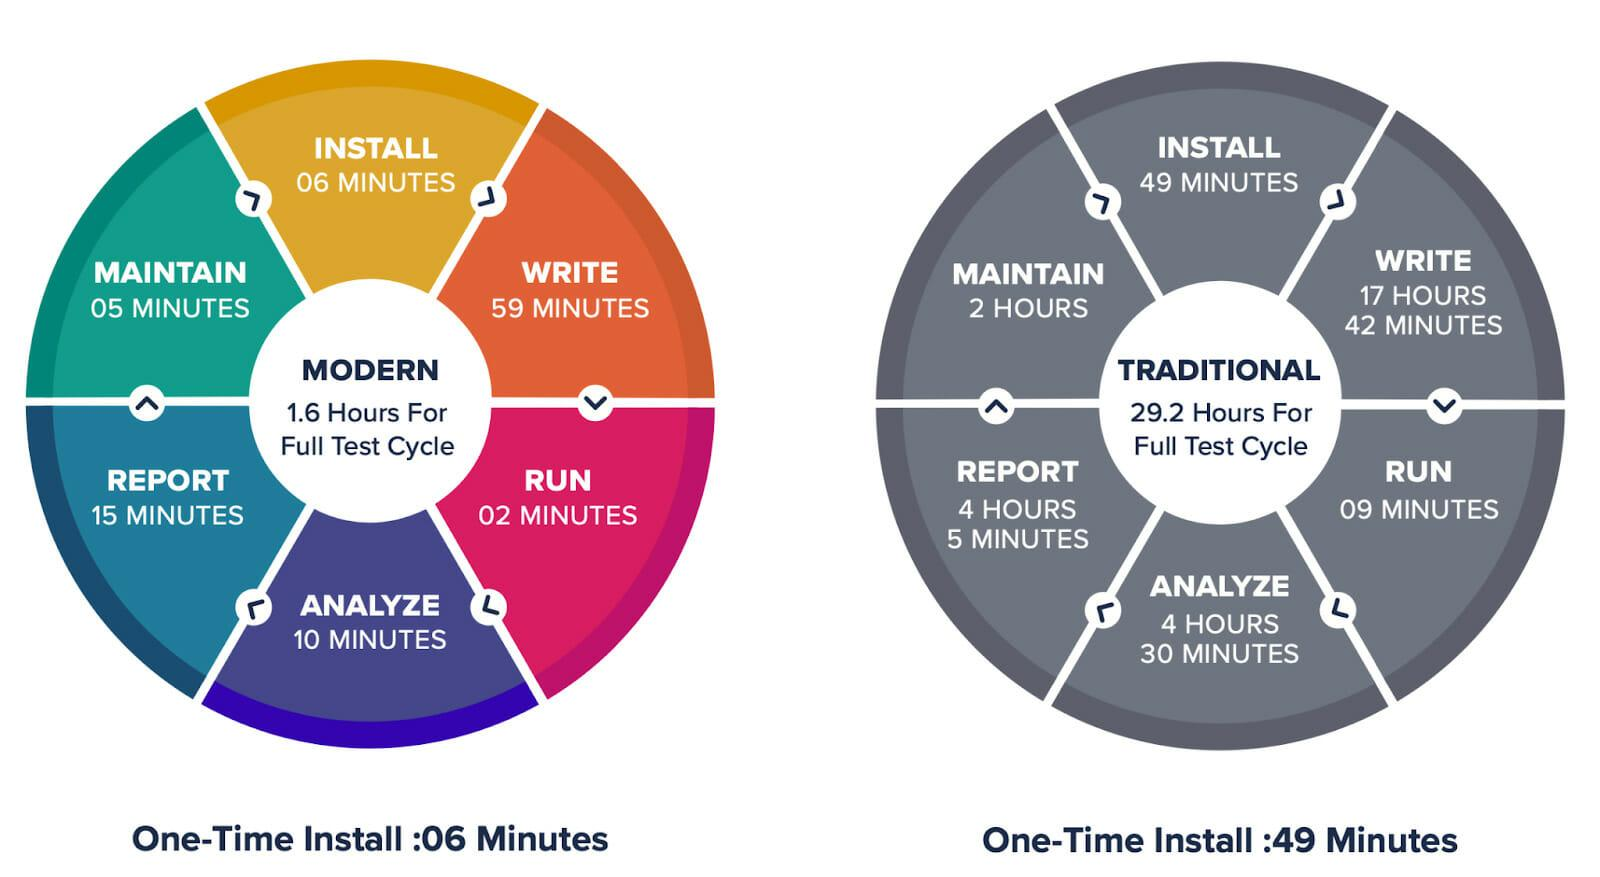 INSTALL
06 MINUTES
WRITE
59 MINUTES
RUN
02 MINUTES
ANALYZE
10 MINUTES
REPORT
15 MINUTES
MAINTAIN
05 MINUTES
MODERN
1.6 Hours For
Full Test Cycle
One-Time Install :06 Minutes
INSTALL
49 MINUTES
WRITE
17 HOURS
42 MINUTES
RUN
09 MINUTES
ANALYZE
4 HOURS
30 MINUTES
REPORT
4 HOURS
5 MINUTES
MAINTAIN
2 HOURS
TRADITIONAL
29.2 Hours For
Full Test Cycle
One-Time Install :49 Minutes